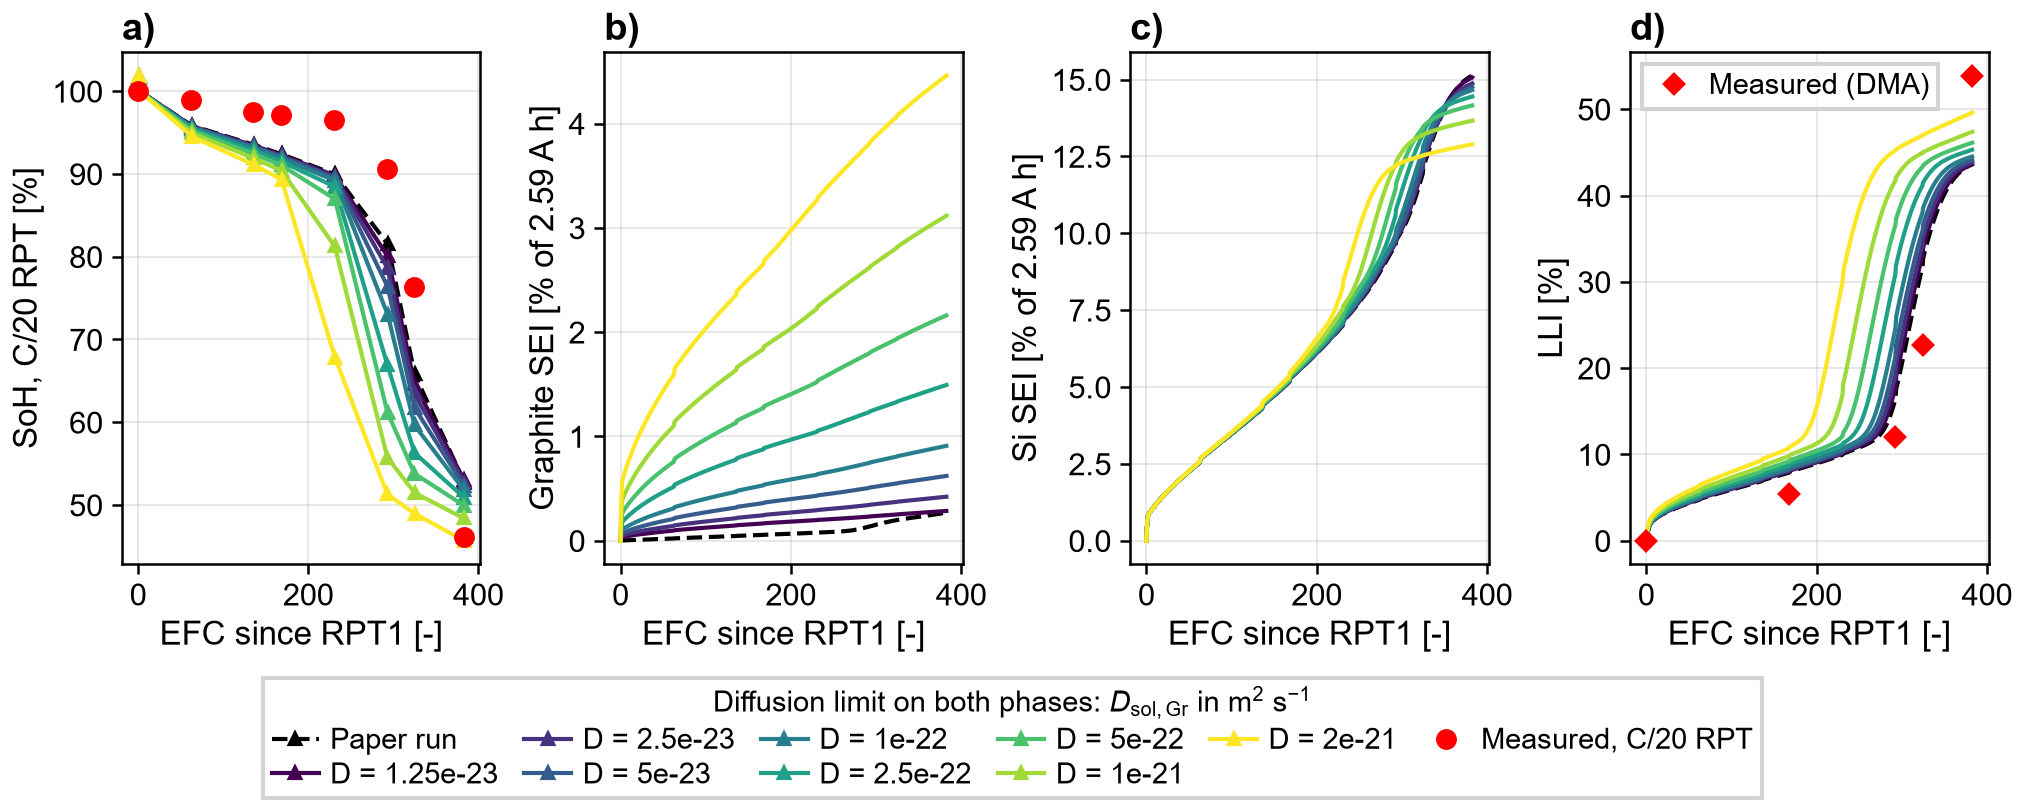 a)
SoH, C/20 RPT [%]
100
90
80
70
60
50
0
200
400
EFC since RPT1 [-]
b)
Graphite SEI [% of 2.59 A h]
4
3
2
1
0
0
200
400
EFC since RPT1 [-]
c)
Si SEI [% of 2.59 A h]
15.0
12.5
10.0
7.5
5.0
2.5
0.0
0
200
400
EFC since RPT1 [-]
d)
Measured (DMA)
LLI [%]
50
40
30
20
10
0
0
200
400
EFC since RPT1 [-]
Diffusion limit on both phases: D_sol, Gr in m² s⁻¹
Paper run
D = 1.25e-23
D = 2.5e-23
D = 5e-23
D = 1e-22
D = 2.5e-22
D = 5e-22
D = 1e-21
D = 2e-21
Measured, C/20 RPT